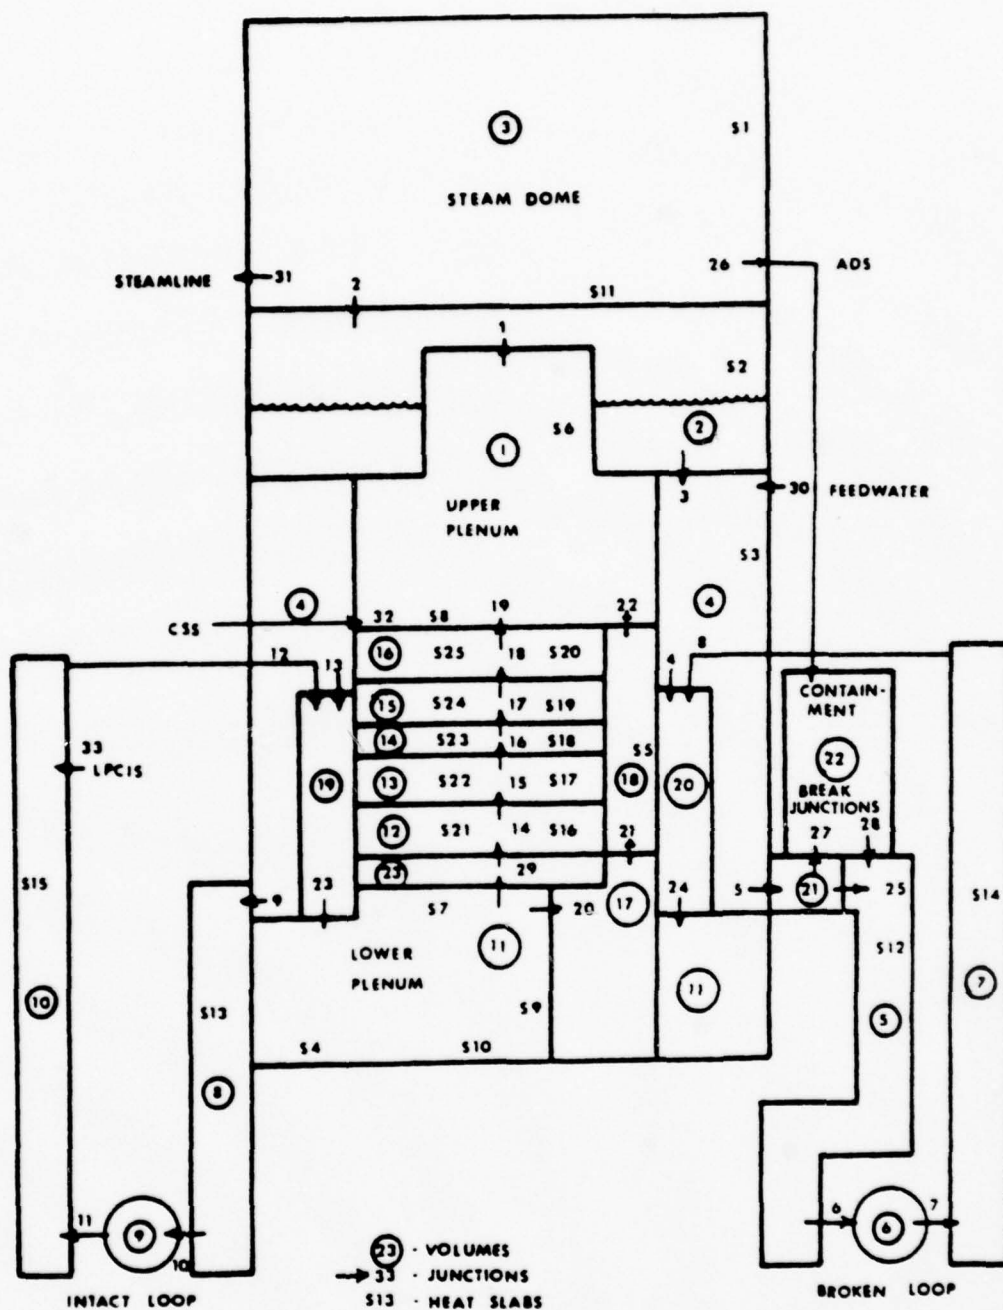 3
S1
STEAM DOME
STEAMLINE
31
2
S11
26
ADS
1
S2
S6
2
1
3
30
FEEDWATER
UPPER
PLENUM
S3
4
4
CSS
32
S8
19
22
8
12
13
16
S25
18
S20
4
CONTAIN-
MENT
15
S24
17
S19
33
LPCIS
14
S23
16
S18
S5
22
19
13
S22
15
S17
18
20
BREAK
JUNCTIONS
12
S21
14
S16
21
27
28
S15
23
29
9
23
S7
20
17
24
5
21
25
S14
LOWER
PLENUM
11
11
S12
10
S13
S9
5
7
S4
S10
8
11
9
10
6
6
7
23 - VOLUMES
33 - JUNCTIONS
S13 - HEAT SLABS
INTACT LOOP
BROKEN LOOP